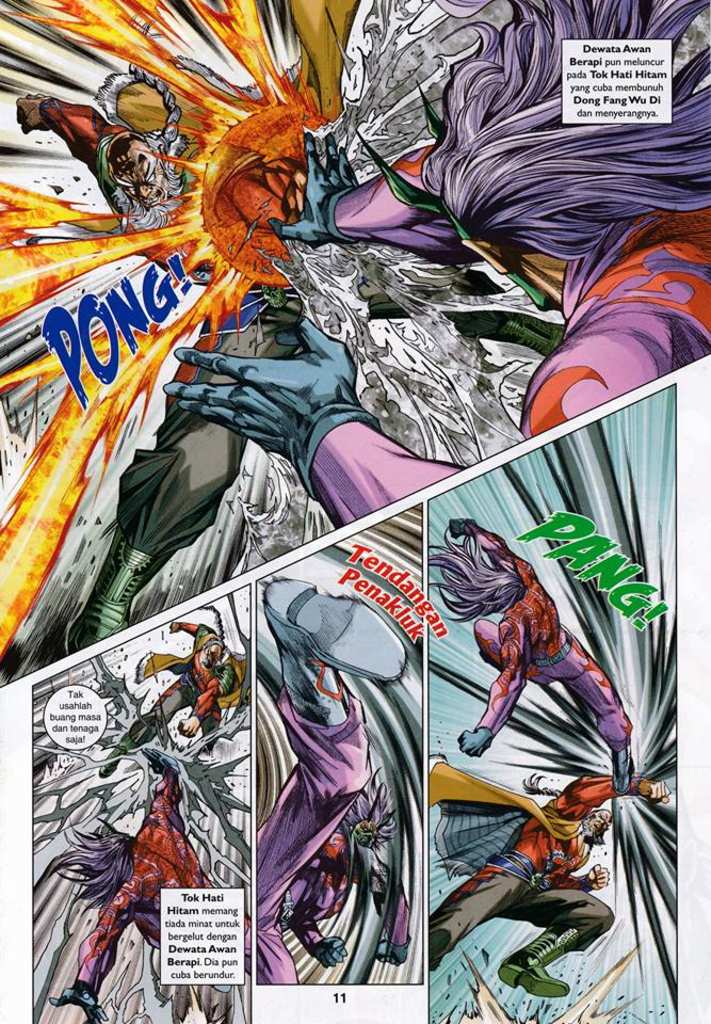 Dewata Awan
Berapi pun meluncur
pada Tok Hati Hitam
yang cuba membunuh
Dong Fang Wu Di
dan menyerangnya.
PONG!
Tak
usahlah
buang masa
dan tenaga
saja!
Tok Hati
Hitam memang
tiada minat untuk
bergelut dengan
Dewata Awan
Berapi. Dia pun
cuba berundur.
Tendangan
Penakluk
PANG!
11